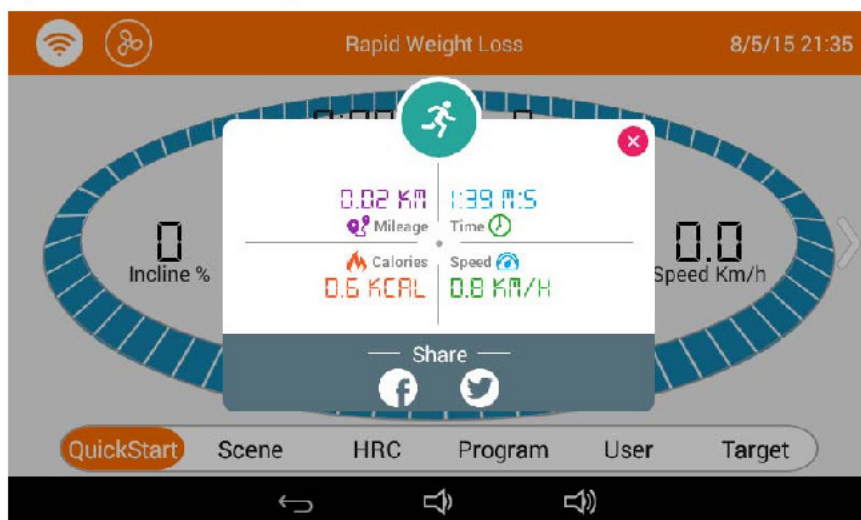 Rapid Weight Loss
8/5/15 21:35
0.02 KM
1:39 M:S
Mileage
Time
0
Incline %
0.0
Speed Km/h
Calories
Speed
0.6 KCAL
0.8 KM/H
Share
QuickStart
Scene
HRC
Program
User
Target